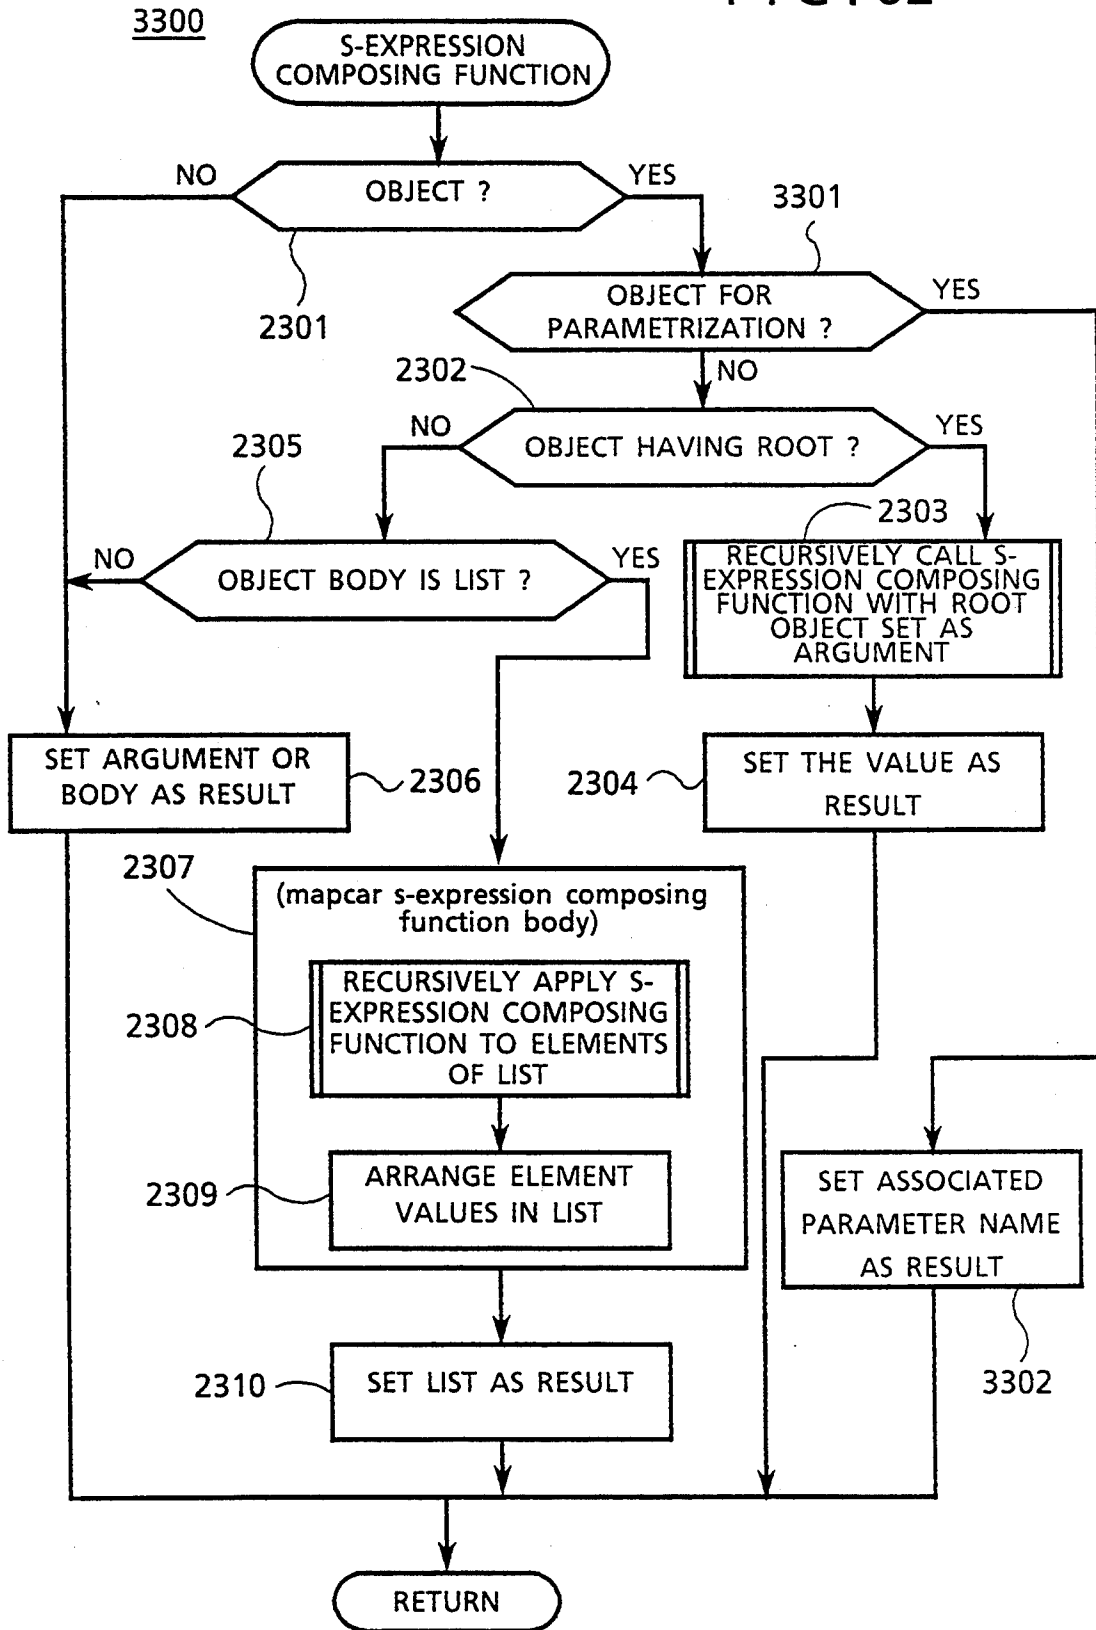 3300
S-EXPRESSION
COMPOSING FUNCTION
NO
OBJECT ?
YES
2301
3301
OBJECT FOR
PARAMETRIZATION ?
YES
NO
2302
NO
OBJECT HAVING ROOT ?
YES
2305
NO
OBJECT BODY IS LIST ?
YES
2303
RECURSIVELY CALL S-
EXPRESSION COMPOSING
FUNCTION WITH ROOT
OBJECT SET AS
ARGUMENT
SET ARGUMENT OR
BODY AS RESULT
2306
2304
SET THE VALUE AS
RESULT
2307
(mapcar s-expression composing
function body)
2308
RECURSIVELY APPLY S-
EXPRESSION COMPOSING
FUNCTION TO ELEMENTS
OF LIST
2309
ARRANGE ELEMENT
VALUES IN LIST
SET ASSOCIATED
PARAMETER NAME
AS RESULT
3302
2310
SET LIST AS RESULT
RETURN